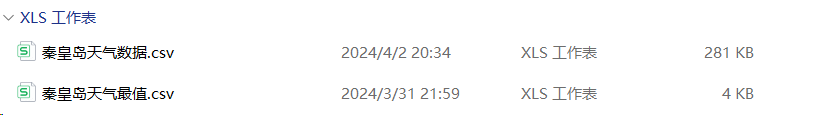 XLS 工作表
秦皇岛天气数据.csv 2024/4/2 20:34 XLS 工作表 281 KB
秦皇岛天气最值.csv 2024/3/31 21:59 XLS 工作表 4 KB